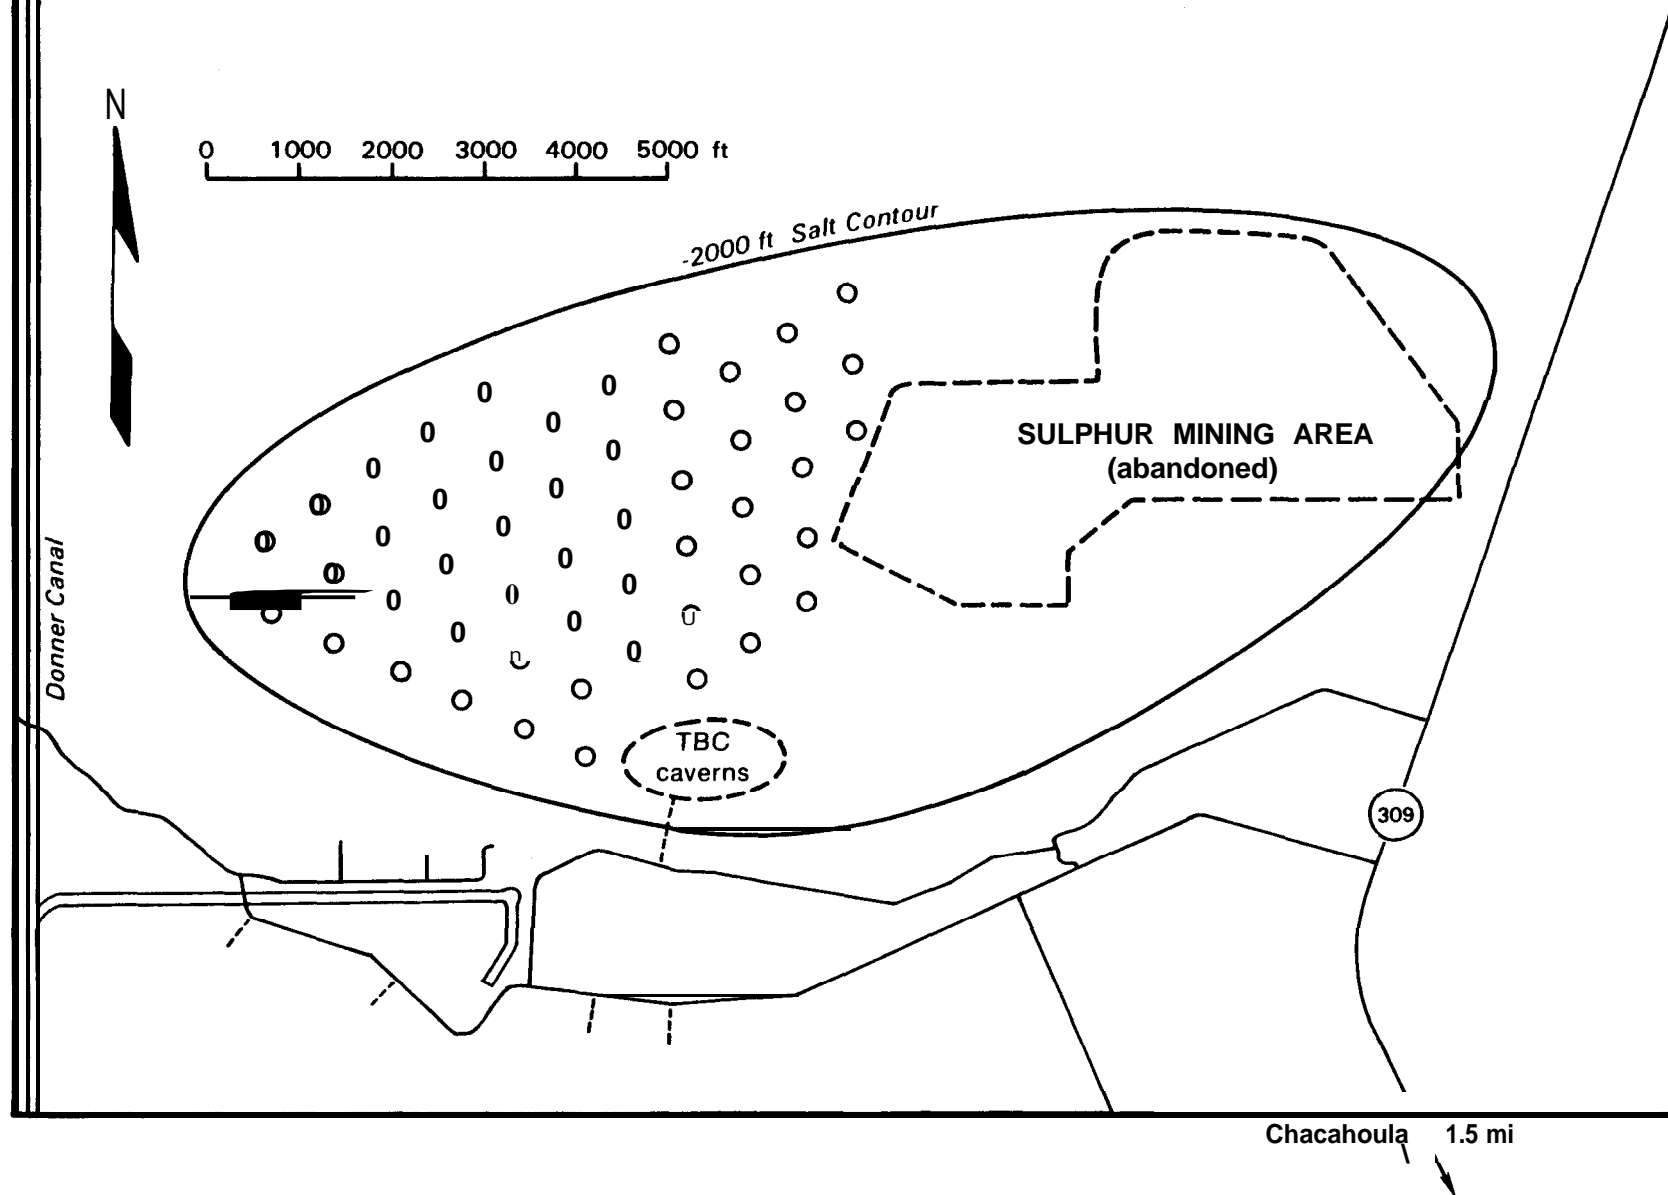 N
0 1000 2000 3000 4000 5000 ft
-2000 ft Salt Contour
SULPHUR MINING AREA
(abandoned)
Donner Canal
TBC
caverns
309
Chacahoula 1.5 mi